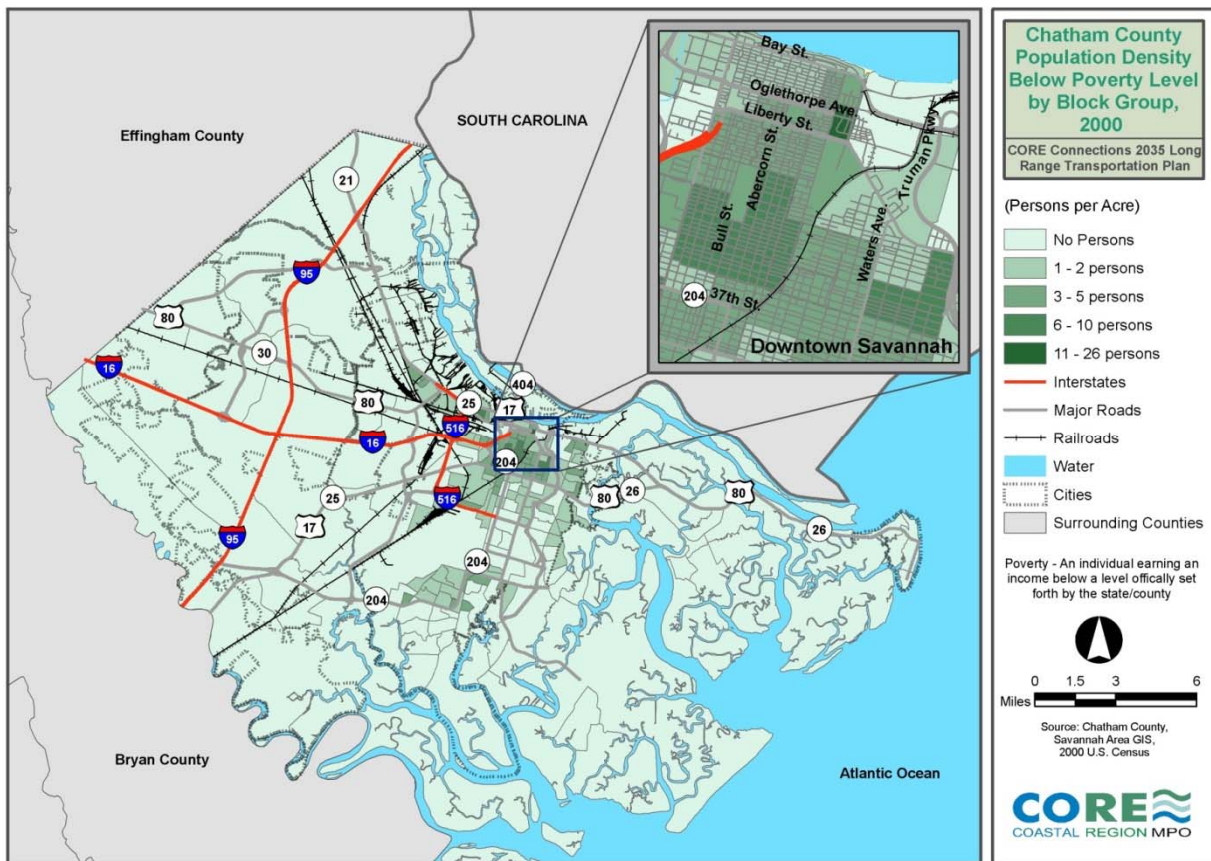 Effingham County
SOUTH CAROLINA
21
95
80
30
16
80
25
404
17
516
16
204
25
516
80
26
80
17
26
95
204
204
Bryan County
Atlantic Ocean
Bay St.
Oglethorpe Ave.
Liberty St.
Abercorn St.
Truman Pkwy
Bull St.
Waters Ave.
204
37th St.
Downtown Savannah
Chatham County
Population Density
Below Poverty Level
by Block Group,
2000
CORE Connections 2035 Long
Range Transportation Plan
(Persons per Acre)
No Persons
1 - 2 persons
3 - 5 persons
6 - 10 persons
11 - 26 persons
Interstates
Major Roads
Railroads
Water
Cities
Surrounding Counties
Poverty - An individual earning an
income below a level offically set
forth by the state/county
0 1.5 3 6
Miles
Source: Chatham County,
Savannah Area GIS,
2000 U.S. Census
CORE
COASTAL REGION MPO